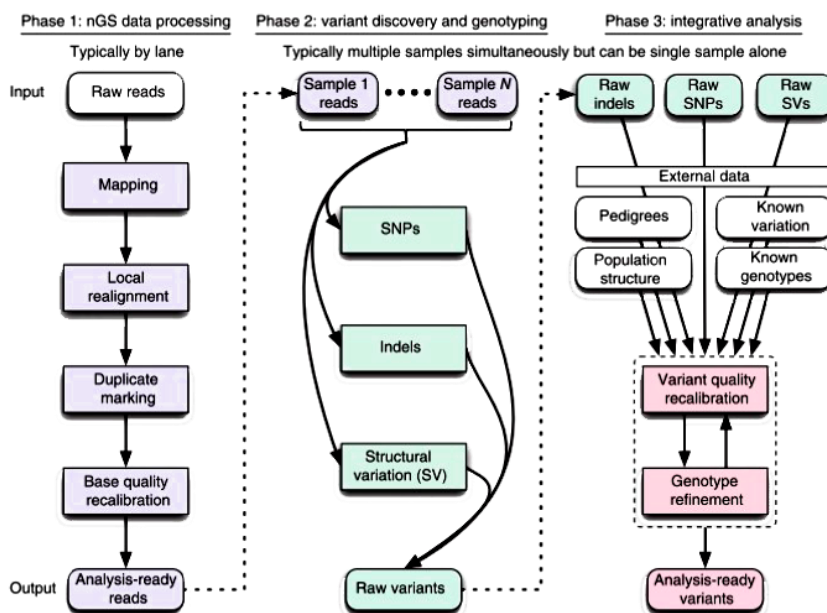 Phase 1: nGS data processing
Typically by lane
Input
Raw reads
Mapping
Local
realignment
Duplicate
marking
Base quality
recalibration
Output
Analysis-ready
reads
Phase 2: variant discovery and genotyping
Typically multiple samples simultaneously but can be single sample alone
Sample 1
reads
Sample N
reads
SNPs
Indels
Structural
variation (SV)
Raw variants
Phase 3: integrative analysis
Raw
indels
Raw
SNPs
Raw
SVs
External data
Pedigrees
Known
variation
Population
structure
Known
genotypes
Variant quality
recalibration
Genotype
refinement
Analysis-ready
variants